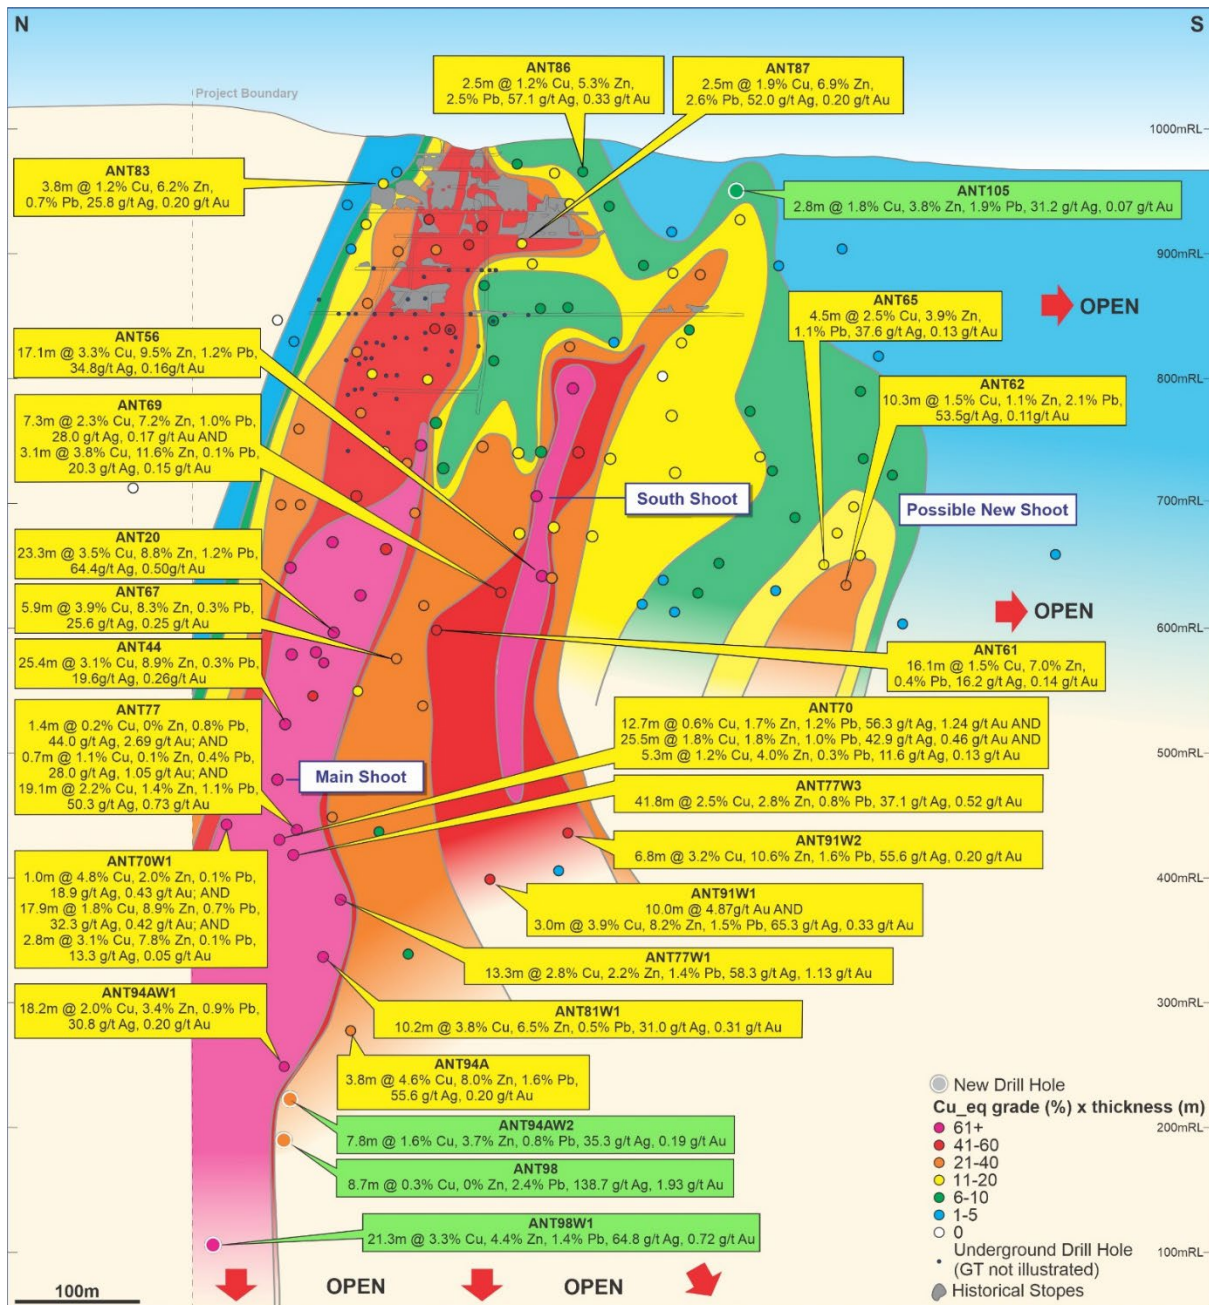 N
S
Project Boundary
1000mRL
900mRL
800mRL
700mRL
600mRL
500mRL
400mRL
300mRL
200mRL
100mRL
ANT86
2.5m @ 1.2% Cu, 5.3% Zn,
2.5% Pb, 57.1 g/t Ag, 0.33 g/t Au
ANT87
2.5m @ 1.9% Cu, 6.9% Zn,
2.6% Pb, 52.0 g/t Ag, 0.20 g/t Au
ANT83
3.8m @ 1.2% Cu, 6.2% Zn,
0.7% Pb, 25.8 g/t Ag, 0.20 g/t Au
ANT105
2.8m @ 1.8% Cu, 3.8% Zn, 1.9% Pb, 31.2 g/t Ag, 0.07 g/t Au
OPEN
ANT65
4.5m @ 2.5% Cu, 3.9% Zn,
1.1% Pb, 37.6 g/t Ag, 0.13 g/t Au
ANT62
10.3m @ 1.5% Cu, 1.1% Zn, 2.1% Pb,
53.5g/t Ag, 0.11g/t Au
ANT56
17.1m @ 3.3% Cu, 9.5% Zn, 1.2% Pb,
34.8g/t Ag, 0.16g/t Au
ANT69
7.3m @ 2.3% Cu, 7.2% Zn, 1.0% Pb,
28.0 g/t Ag, 0.17 g/t Au AND
3.1m @ 3.8% Cu, 11.6% Zn, 0.1% Pb,
20.3 g/t Ag, 0.15 g/t Au
South Shoot
Possible New Shoot
ANT20
23.3m @ 3.5% Cu, 8.8% Zn, 1.2% Pb,
64.4g/t Ag, 0.50g/t Au
ANT67
5.9m @ 3.9% Cu, 8.3% Zn, 0.3% Pb,
25.6 g/t Ag, 0.25 g/t Au
OPEN
ANT44
25.4m @ 3.1% Cu, 8.9% Zn, 0.3% Pb,
19.6g/t Ag, 0.26g/t Au
ANT61
16.1m @ 1.5% Cu, 7.0% Zn,
0.4% Pb, 16.2 g/t Ag, 0.14 g/t Au
ANT77
1.4m @ 0.2% Cu, 0% Zn, 0.8% Pb,
44.0 g/t Ag, 2.69 g/t Au; AND
0.7m @ 1.1% Cu, 0.1% Zn, 0.4% Pb,
28.0 g/t Ag, 1.05 g/t Au; AND
19.1m @ 2.2% Cu, 1.4% Zn, 1.1% Pb,
50.3 g/t Ag, 0.73 g/t Au
Main Shoot
ANT70
12.7m @ 0.6% Cu, 1.7% Zn, 1.2% Pb, 56.3 g/t Ag, 1.24 g/t Au AND
25.5m @ 1.8% Cu, 1.8% Zn, 1.0% Pb, 42.9 g/t Ag, 0.46 g/t Au AND
5.3m @ 1.2% Cu, 4.0% Zn, 0.3% Pb, 11.6 g/t Ag, 0.13 g/t Au
ANT77W3
41.8m @ 2.5% Cu, 2.8% Zn, 0.8% Pb, 37.1 g/t Ag, 0.52 g/t Au
ANT91W2
6.8m @ 3.2% Cu, 10.6% Zn, 1.6% Pb, 55.6 g/t Ag, 0.20 g/t Au
ANT70W1
1.0m @ 4.8% Cu, 2.0% Zn, 0.1% Pb,
18.9 g/t Ag, 0.43 g/t Au; AND
17.9m @ 1.8% Cu, 8.9% Zn, 0.7% Pb,
32.3 g/t Ag, 0.42 g/t Au; AND
2.8m @ 3.1% Cu, 7.8% Zn, 0.1% Pb,
13.3 g/t Ag, 0.05 g/t Au
ANT91W1
10.0m @ 4.87g/t Au AND
3.0m @ 3.9% Cu, 8.2% Zn, 1.5% Pb, 65.3 g/t Ag, 0.33 g/t Au
ANT77W1
13.3m @ 2.8% Cu, 2.2% Zn, 1.4% Pb, 58.3 g/t Ag, 1.13 g/t Au
ANT94AW1
18.2m @ 2.0% Cu, 3.4% Zn, 0.9% Pb,
30.8 g/t Ag, 0.20 g/t Au
ANT81W1
10.2m @ 3.8% Cu, 6.5% Zn, 0.5% Pb, 31.0 g/t Ag, 0.31 g/t Au
ANT94A
3.8m @ 4.6% Cu, 8.0% Zn, 1.6% Pb,
55.6 g/t Ag, 0.20 g/t Au
ANT94AW2
7.8m @ 1.6% Cu, 3.7% Zn, 0.8% Pb, 35.3 g/t Ag, 0.19 g/t Au
ANT98
8.7m @ 0.3% Cu, 0% Zn, 2.4% Pb, 138.7 g/t Ag, 1.93 g/t Au
ANT98W1
21.3m @ 3.3% Cu, 4.4% Zn, 1.4% Pb, 64.8 g/t Ag, 0.72 g/t Au
New Drill Hole
Cu_eq grade (%) x thickness (m)
61+
41-60
21-40
11-20
6-10
1-5
0
Underground Drill Hole
(GT not illustrated)
Historical Stopes
100m
OPEN
OPEN